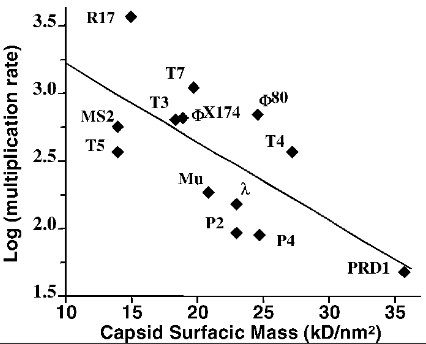 Log (multiplication rate)
3.5
3.0
2.5
2.0
1.5
R17
T7
Φ80
T3
ΦX174
MS2
T5
T4
Mu
λ
P2
P4
PRD1
10
15
20
25
30
35
Capsid Surfacic Mass (kD/nm²)